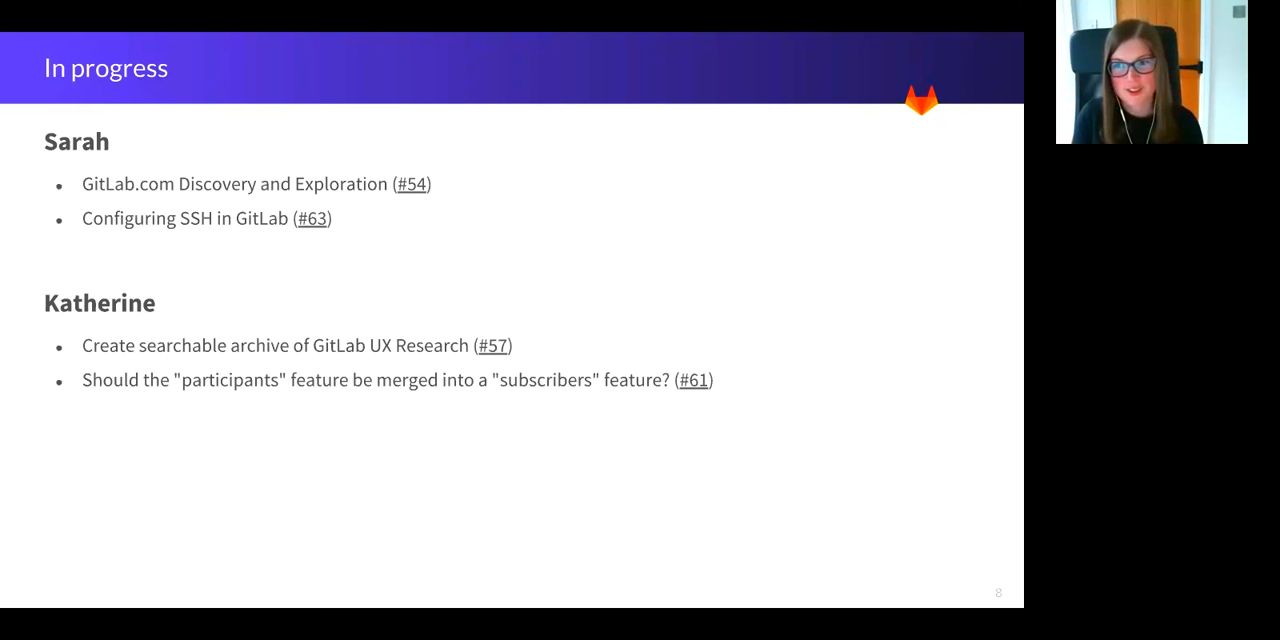 In progress
Sarah
• GitLab.com Discovery and Exploration (#54)
• Configuring SSH in GitLab (#63)
Katherine
• Create searchable archive of GitLab UX Research (#57)
• Should the "participants" feature be merged into a "subscribers" feature? (#61)
8